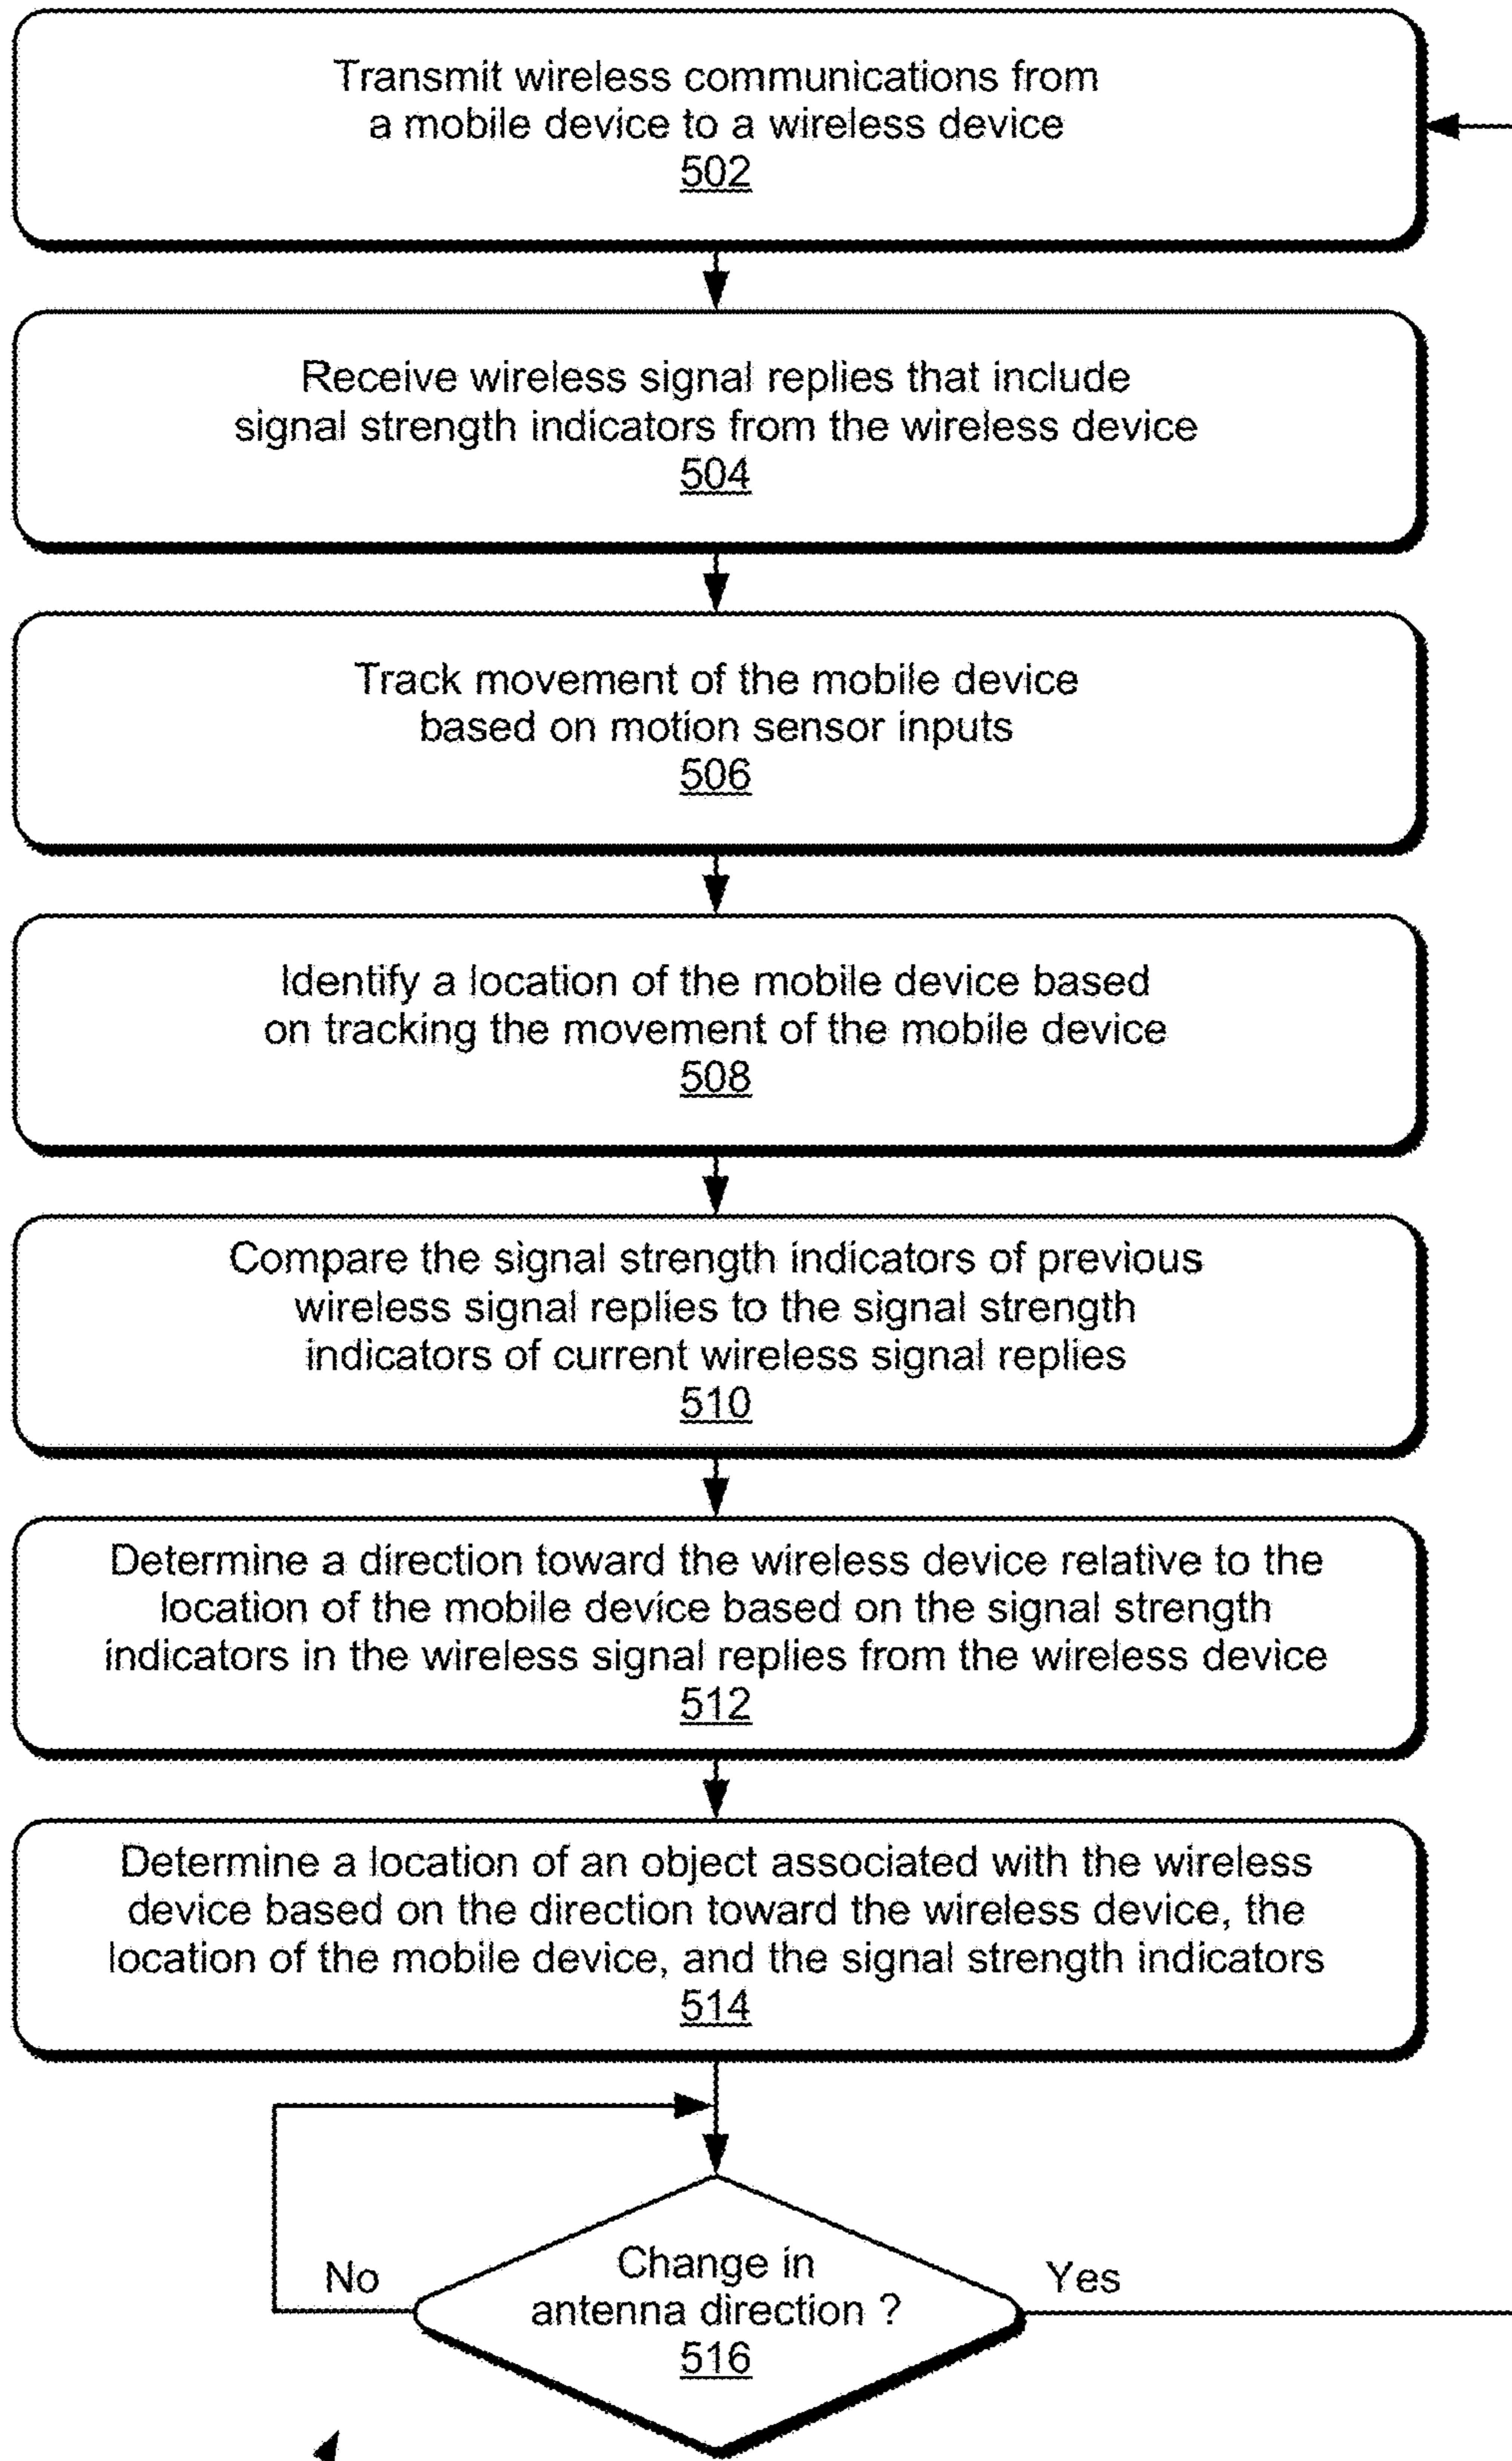 Transmit wireless communications from
a mobile device to a wireless device
502
Receive wireless signal replies that include
signal strength indicators from the wireless device
504
Track movement of the mobile device
based on motion sensor inputs
506
Identify a location of the mobile device based
on tracking the movement of the mobile device
508
Compare the signal strength indicators of previous
wireless signal replies to the signal strength
indicators of current wireless signal replies
510
Determine a direction toward the wireless device relative to the
location of the mobile device based on the signal strength
indicators in the wireless signal replies from the wireless device
512
Determine a location of an object associated with the wireless
device based on the direction toward the wireless device, the
location of the mobile device, and the signal strength indicators
514
No
Change in
antenna direction ?
516
Yes